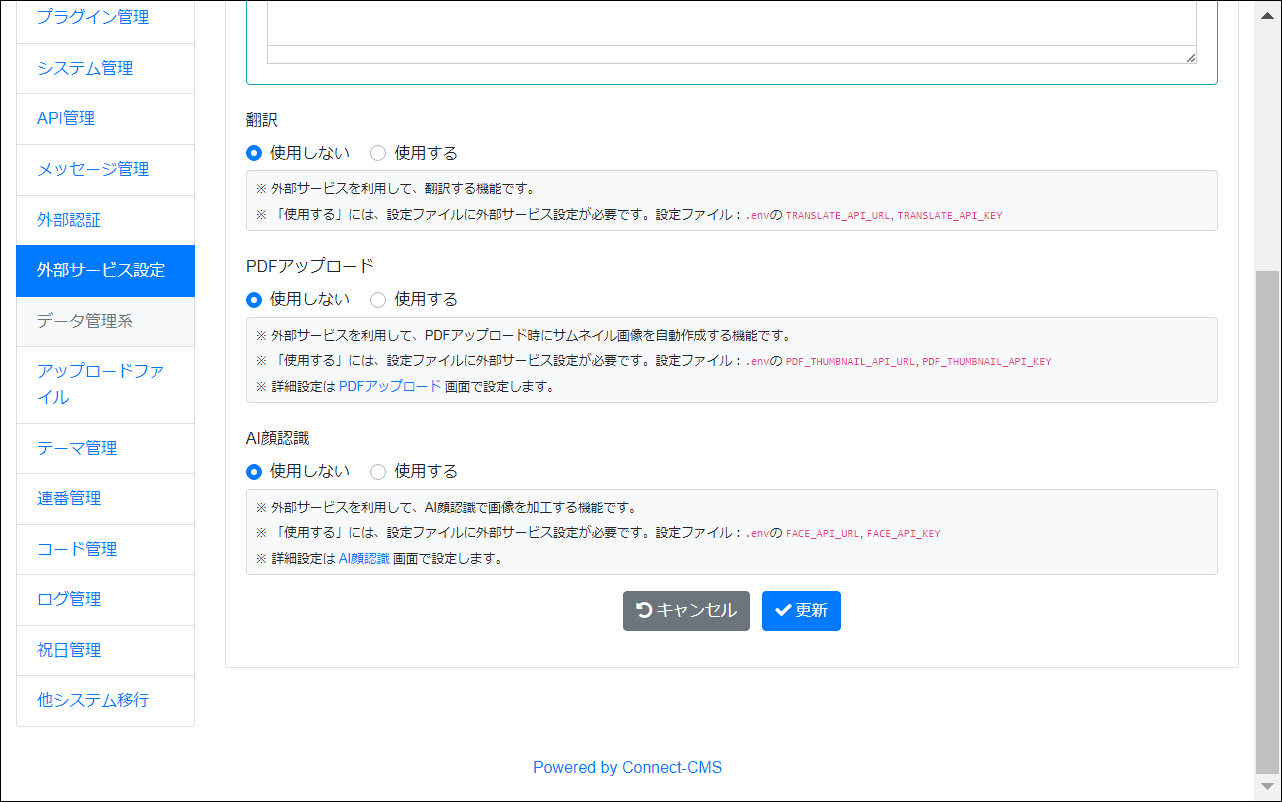 プラグイン管理
システム管理
API管理
メッセージ管理
外部認証
外部サービス設定
データ管理系
アップロードファ
イル
テーマ管理
連番管理
コード管理
ログ管理
祝日管理
他システム移行
翻訳
使用しない 使用する
※ 外部サービスを利用して、翻訳する機能です。
※ 「使用する」には、設定ファイルに外部サービス設定が必要です。設定ファイル：.envの TRANSLATE_API_URL, TRANSLATE_API_KEY
PDFアップロード
使用しない 使用する
※ 外部サービスを利用して、PDFアップロード時にサムネイル画像を自動作成する機能です。
※ 「使用する」には、設定ファイルに外部サービス設定が必要です。設定ファイル：.envの PDF_THUMBNAIL_API_URL, PDF_THUMBNAIL_API_KEY
※ 詳細設定は PDFアップロード 画面で設定します。
AI顔認識
使用しない 使用する
※ 外部サービスを利用して、AI顔認識で画像を加工する機能です。
※ 「使用する」には、設定ファイルに外部サービス設定が必要です。設定ファイル：.envの FACE_API_URL, FACE_API_KEY
※ 詳細設定は AI顔認識 画面で設定します。
キャンセル 更新
Powered by Connect-CMS